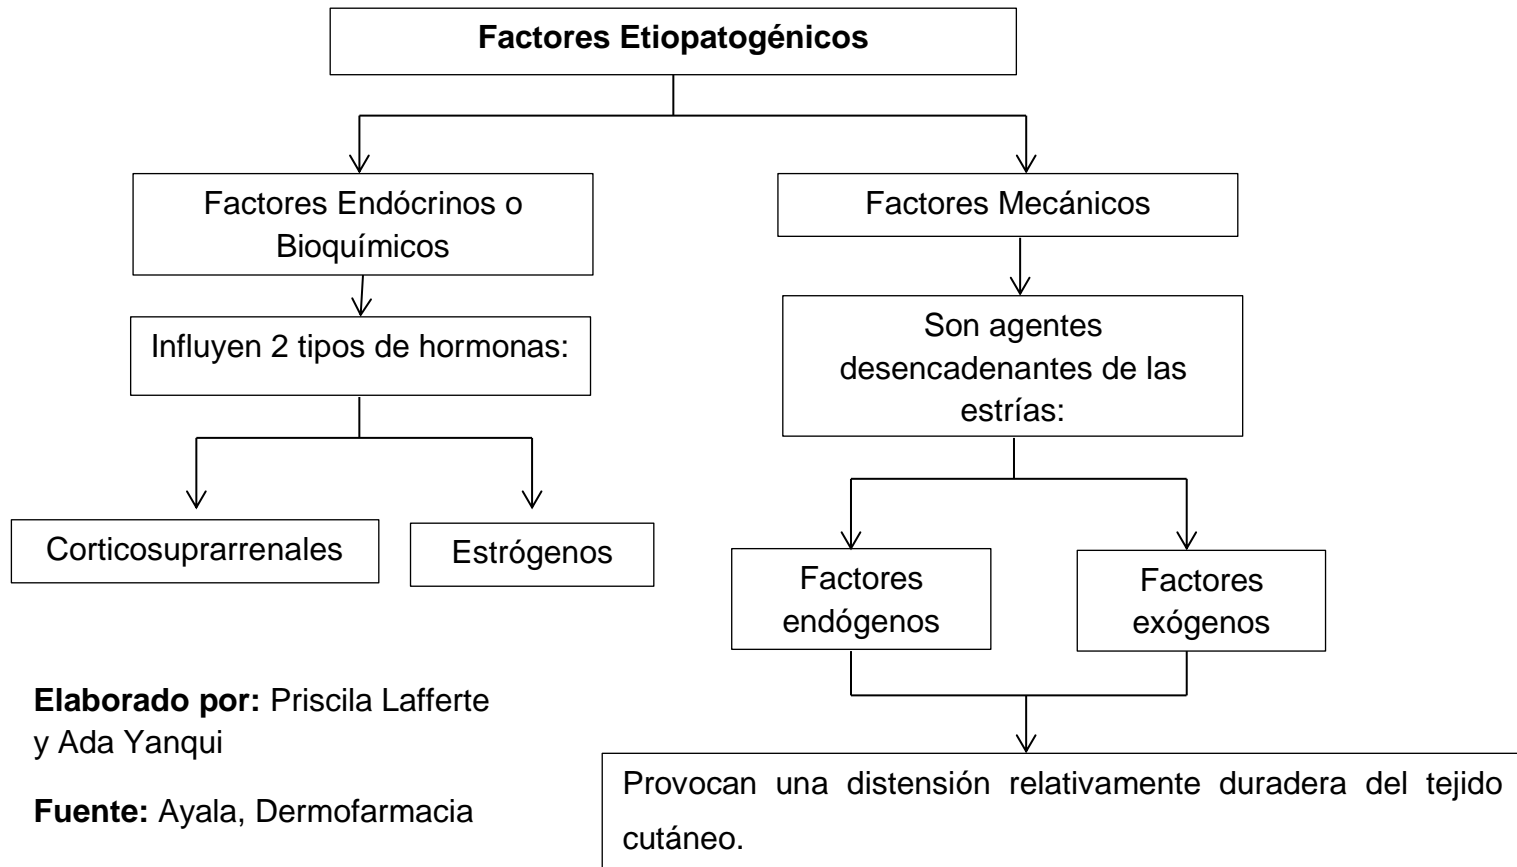 Factores Etiopatogénicos
Factores Endócrinos o
Bioquímicos
Factores Mecánicos
Influyen 2 tipos de hormonas:
Son agentes
desencadenantes de las
estrías:
Corticosuprarrenales
Estrógenos
Factores
endógenos
Factores
exógenos
Elaborado por: Priscila Lafferte
y Ada Yanqui
Fuente: Ayala, Dermofarmacia
Provocan una distensión relativamente duradera del tejido
cutáneo.